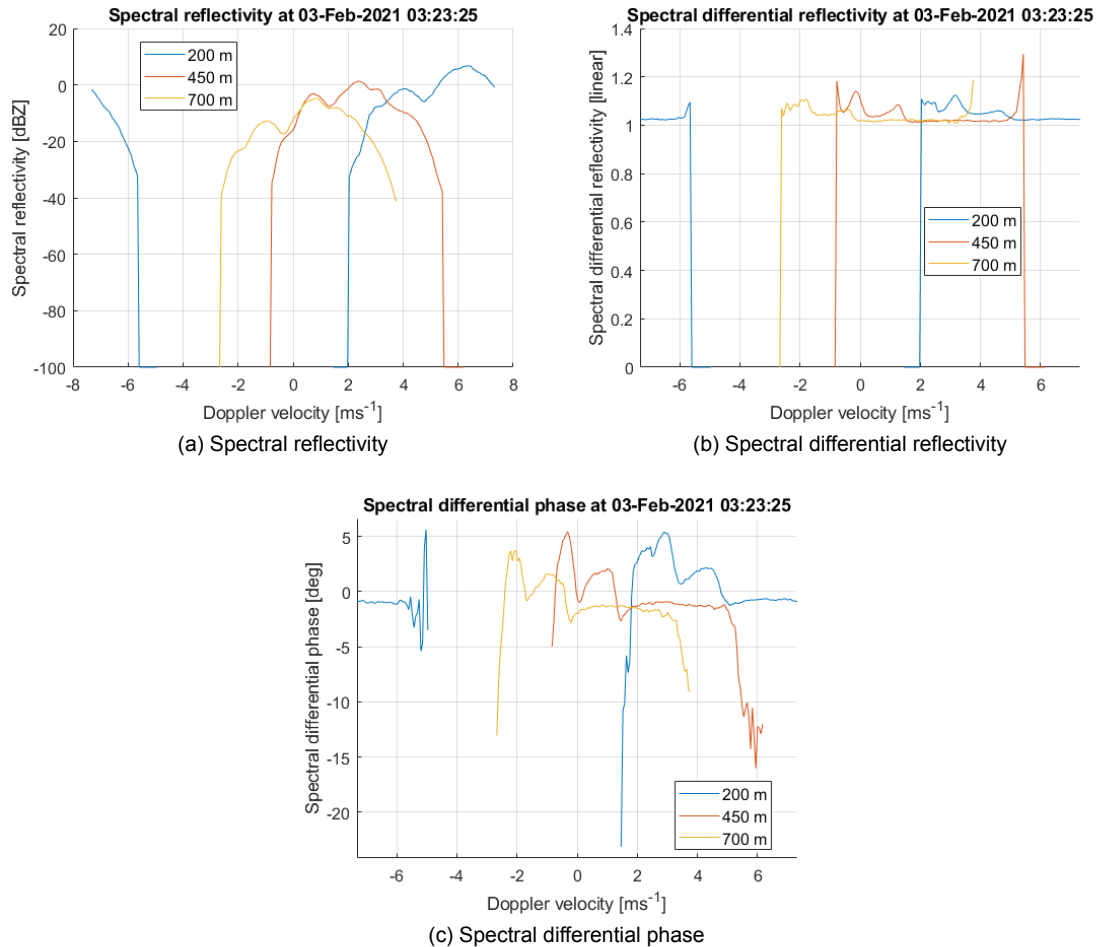 Spectral reflectivity at 03-Feb-2021 03:23:25
20
0
-20
-40
-60
-80
-100
Spectral reflectivity [dBZ]
200 m
450 m
700 m
-8 -6 -4 -2 0 2 4 6 8
Doppler velocity [ms⁻¹]
(a) Spectral reflectivity
Spectral differential reflectivity at 03-Feb-2021 03:23:25
1.4
1.2
1
0.8
0.6
0.4
0.2
0
Spectral differential reflectivity [linear]
200 m
450 m
700 m
-6 -4 -2 0 2 4 6
Doppler velocity [ms⁻¹]
(b) Spectral differential reflectivity
Spectral differential phase at 03-Feb-2021 03:23:25
5
0
-5
-10
-15
-20
Spectral differential phase [deg]
200 m
450 m
700 m
-6 -4 -2 0 2 4 6
Doppler velocity [ms⁻¹]
(c) Spectral differential phase